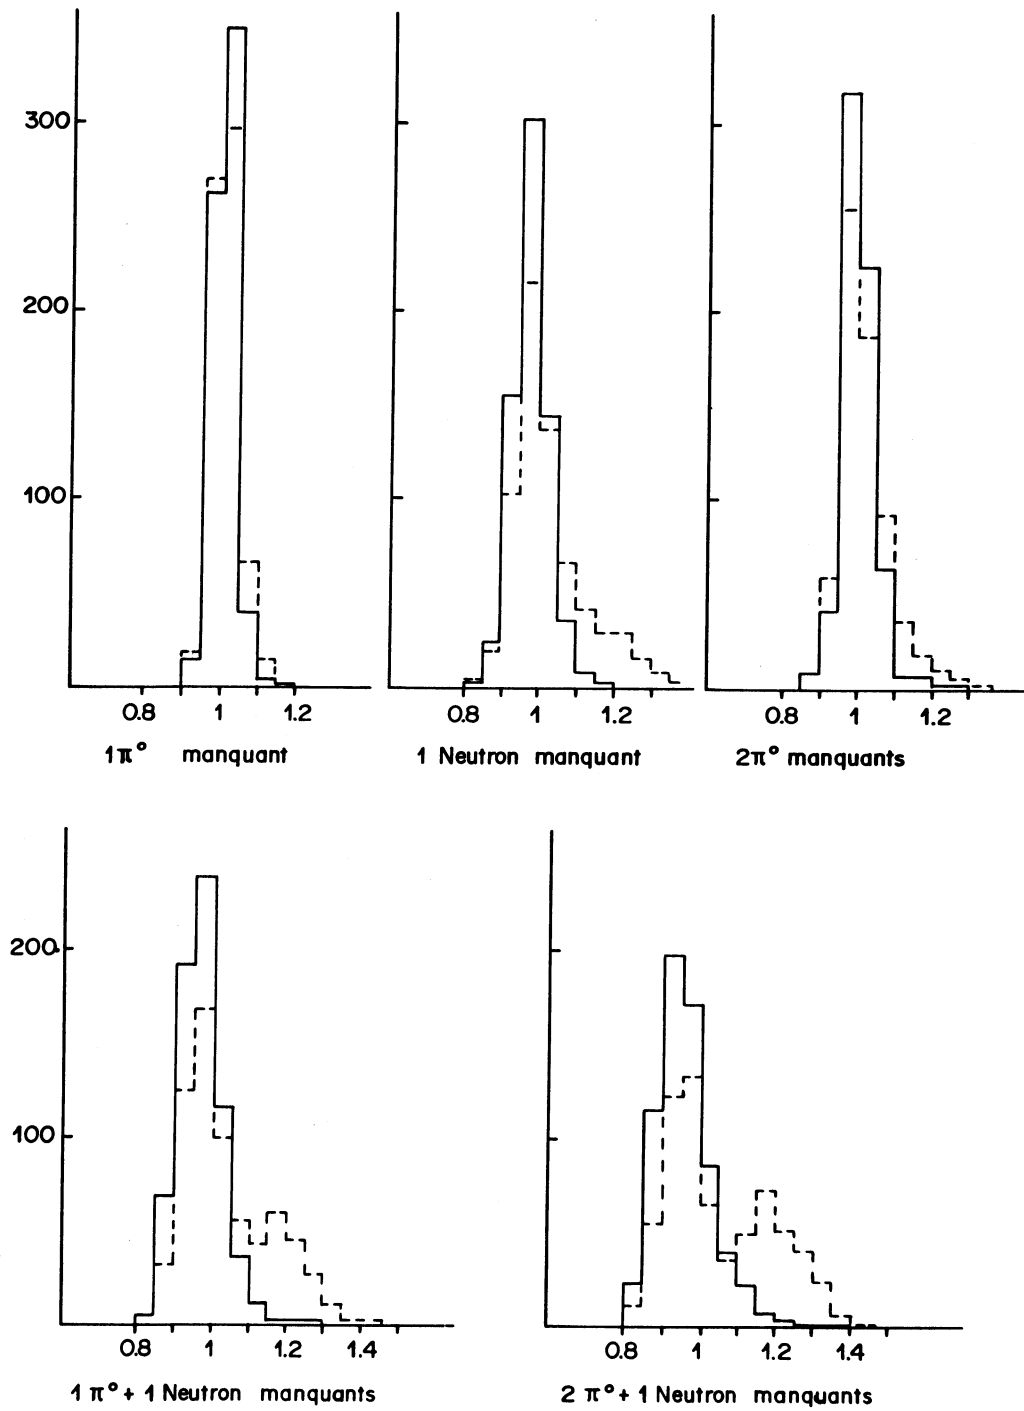 300
200
100
0.8 1 1.2
1π° manquant
0.8 1 1.2
1 Neutron manquant
0.8 1 1.2
2π° manquants
200
100
0.8 1 1.2 1.4
1 π° + 1 Neutron manquants
0.8 1 1.2 1.4
2 π° + 1 Neutron manquants